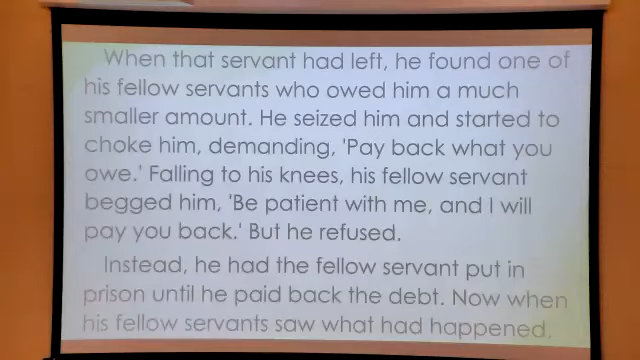 When that servant had left, he found one of
his fellow servants who owed him a much
smaller amount. He seized him and started to
choke him, demanding, 'Pay back what you
owe.' Falling to his knees, his fellow servant
begged him, 'Be patient with me, and I will
pay you back.' But he refused.
Instead, he had the fellow servant put in
prison until he paid back the debt. Now when
his fellow servants saw what had happened,